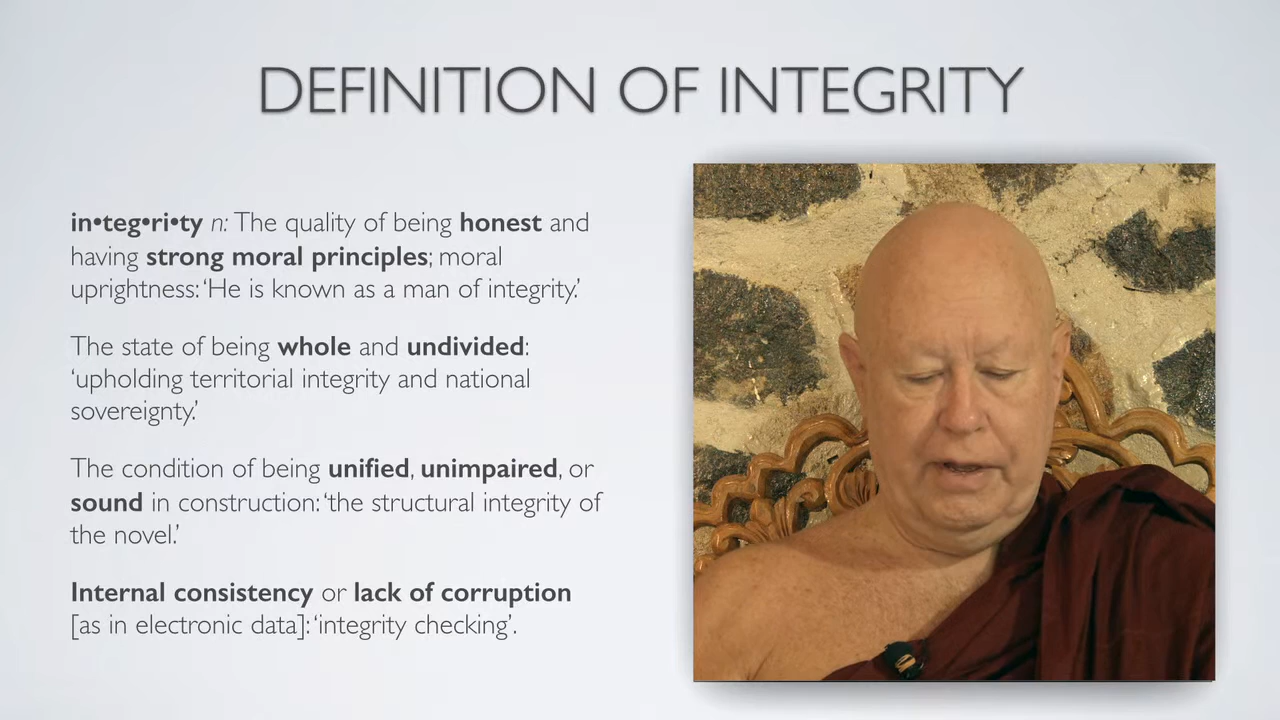 DEFINITION OF INTEGRITY
in•teg•ri•ty n: The quality of being honest and
having strong moral principles; moral
uprightness: ‘He is known as a man of integrity.’
The state of being whole and undivided:
‘upholding territorial integrity and national
sovereignty.’
The condition of being unified, unimpaired, or
sound in construction: ‘the structural integrity of
the novel.’
Internal consistency or lack of corruption
[as in electronic data]: ‘integrity checking’.